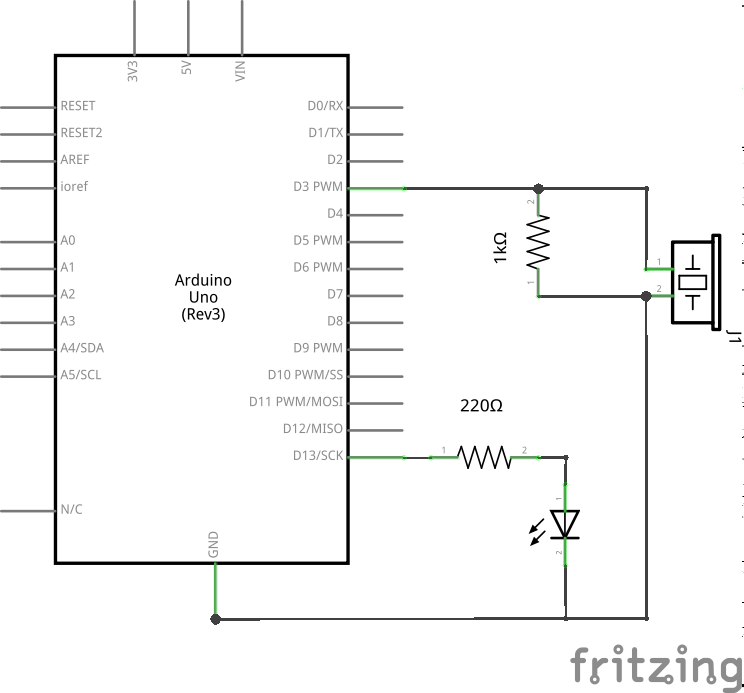 3V3
5V
VIN
RESET
RESET2
AREF
ioref
A0
A1
A2
A3
A4/SDA
A5/SCL
N/C
D0/RX
D1/TX
D2
D3 PWM
D4
D5 PWM
D6 PWM
D7
D8
D9 PWM
D10 PWM/SS
D11 PWM/MOSI
D12/MISO
D13/SCK
GND
Arduino
Uno
(Rev3)
2
1kΩ
1
1
2
J1
220Ω
1
2
1
2
fritzing